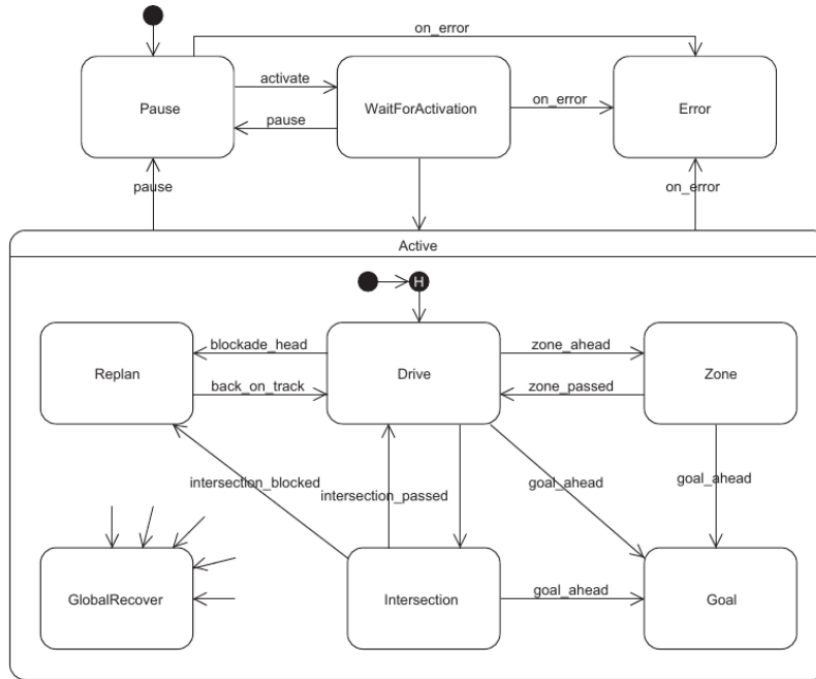 on_error
activate
Pause
WaitForActivation
on_error
Error
pause
pause
on_error
Active
H
blockade_head
zone_ahead
Replan
Drive
Zone
back_on_track
zone_passed
intersection_blocked
intersection_passed
goal_ahead
goal_ahead
GlobalRecover
Intersection
goal_ahead
Goal